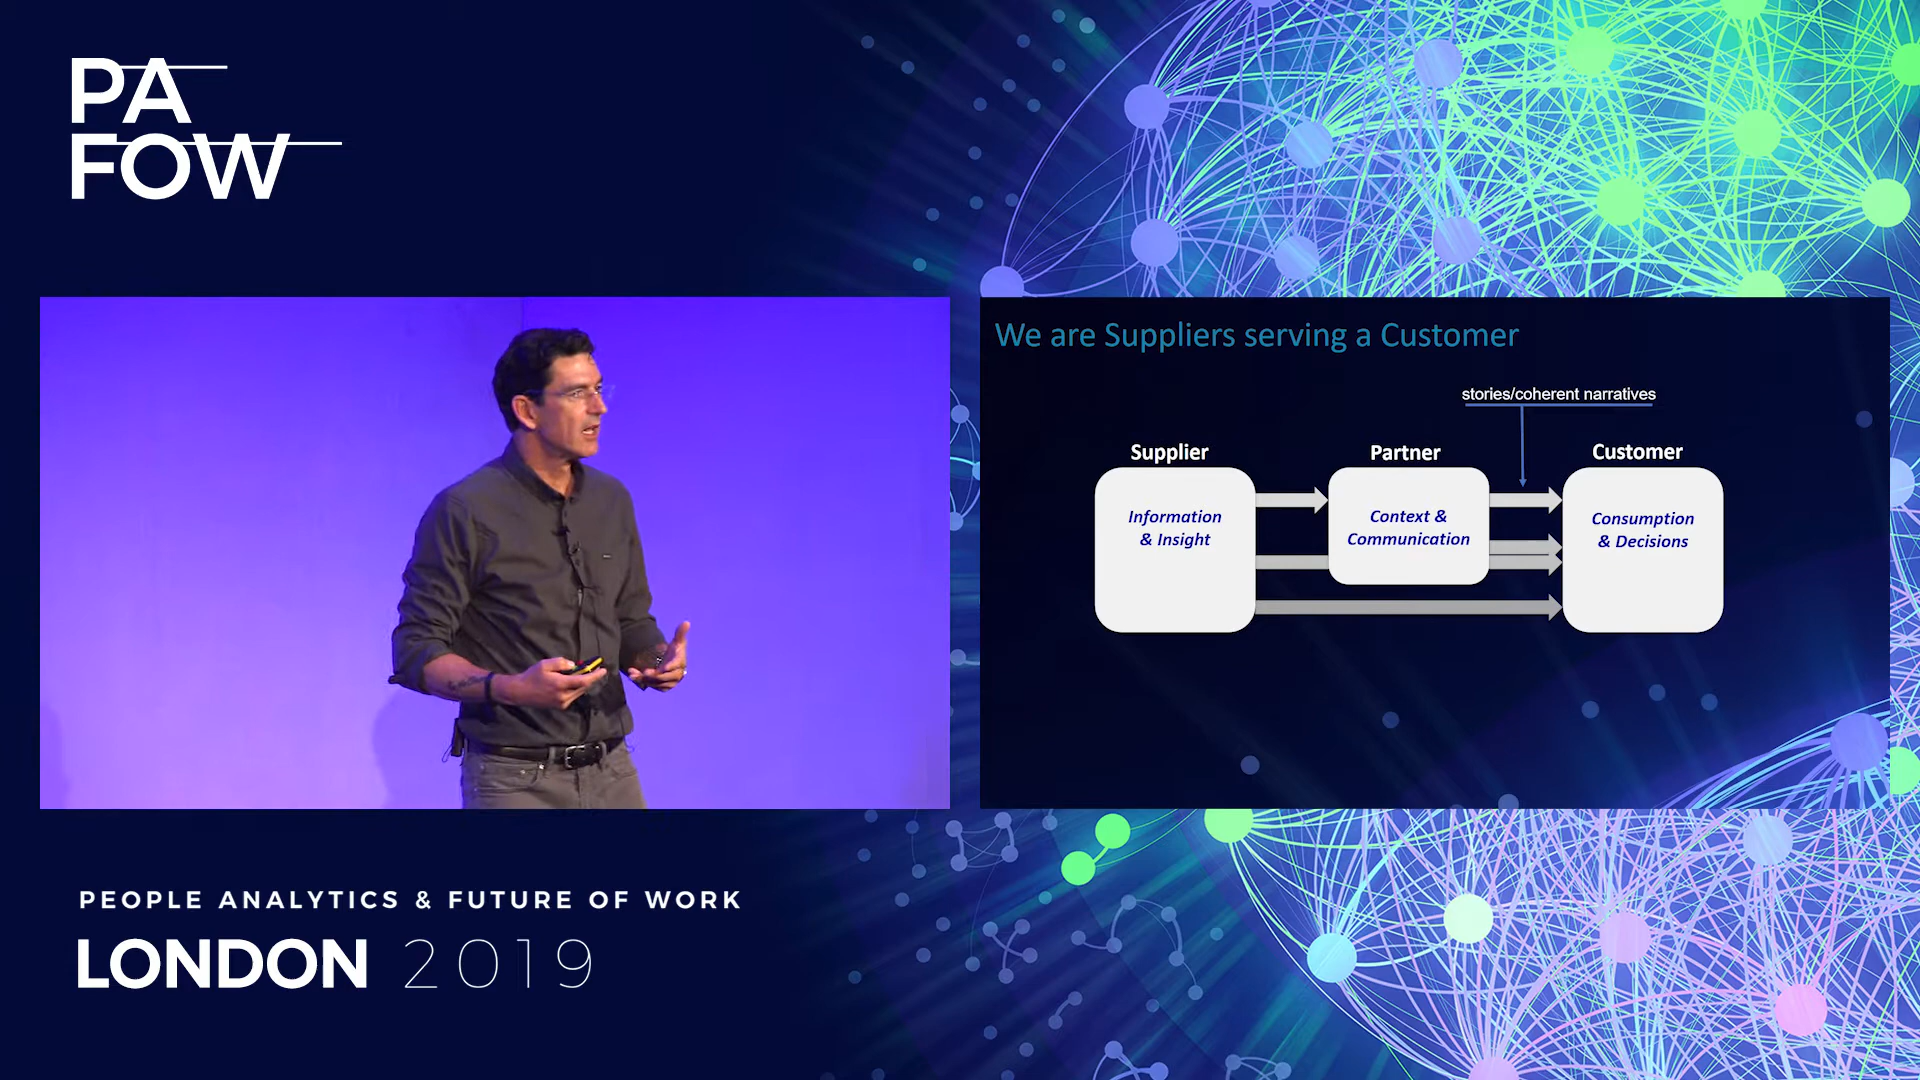 PA
FOW
We are Suppliers serving a Customer
stories/coherent narratives
Supplier
Partner
Customer
Information
& Insight
Context &
Communication
Consumption
& Decisions
PEOPLE ANALYTICS & FUTURE OF WORK
LONDON 2019